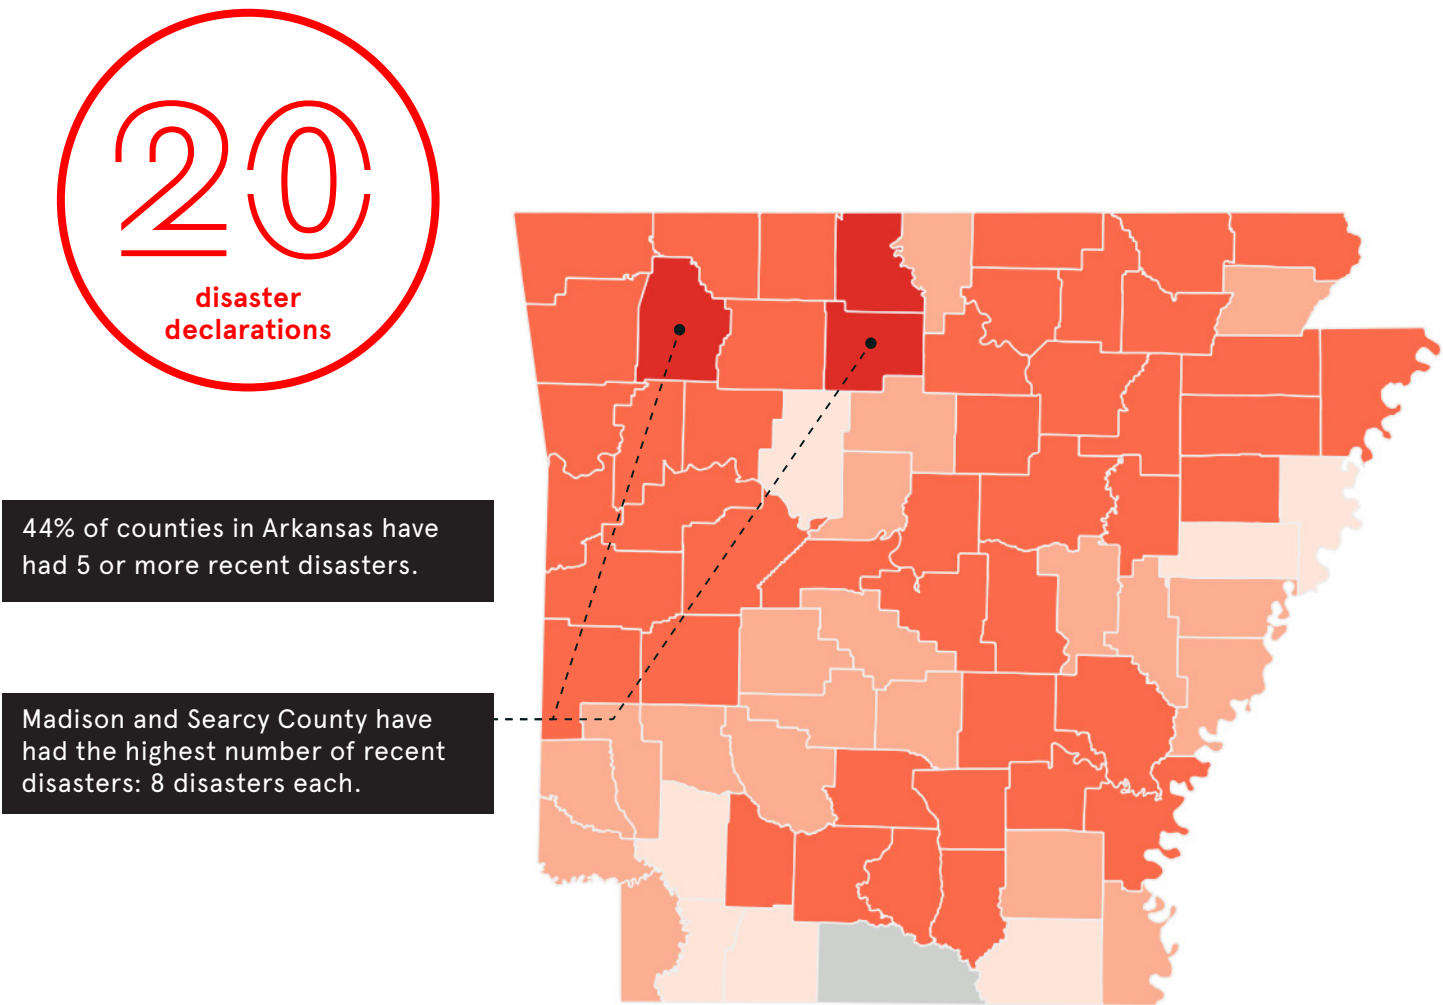 20
disaster
declarations
44% of counties in Arkansas have
had 5 or more recent disasters.
Madison and Searcy County have
had the highest number of recent
disasters: 8 disasters each.